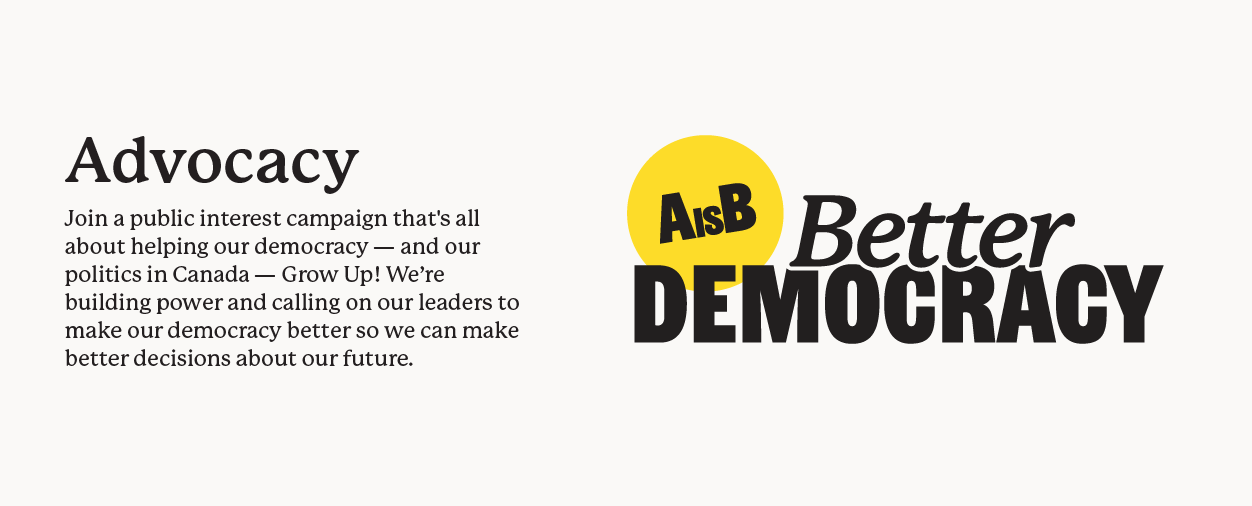 Advocacy
Join a public interest campaign that's all
about helping our democracy — and our
politics in Canada — Grow Up! We’re
building power and calling on our leaders to
make our democracy better so we can make
better decisions about our future.
AISB
Better
DEMOCRACY